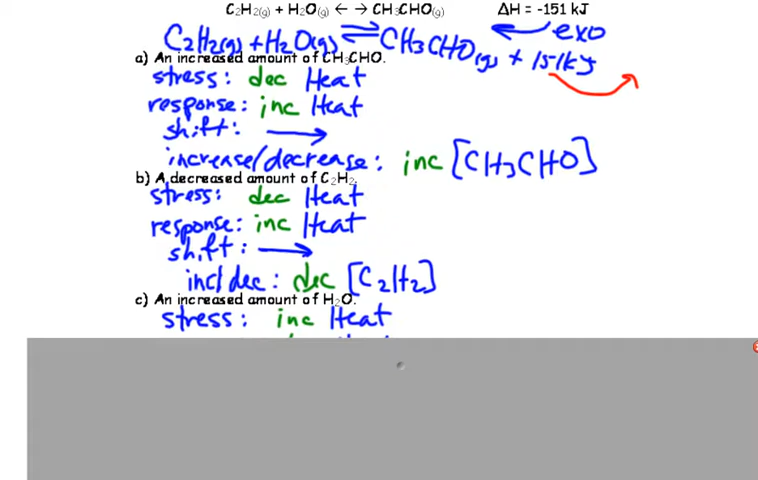 C₂H₂(g) + H₂O(g) ← → CH₃CHO(g) ΔH = -151 kJ
exo
C₂H₂(g) + H₂O(g) ⇌ CH₃CHO(g) + 151kJ
a) An increased amount of CH₃CHO.
stress: dec Heat
response: inc Heat
shift: →
increase/decrease: inc [CH₃CHO]
b) A decreased amount of C₂H₂.
stress: dec Heat
response: inc Heat
shift: →
inc/dec: dec [C₂H₂]
c) An increased amount of H₂O.
stress: inc Heat